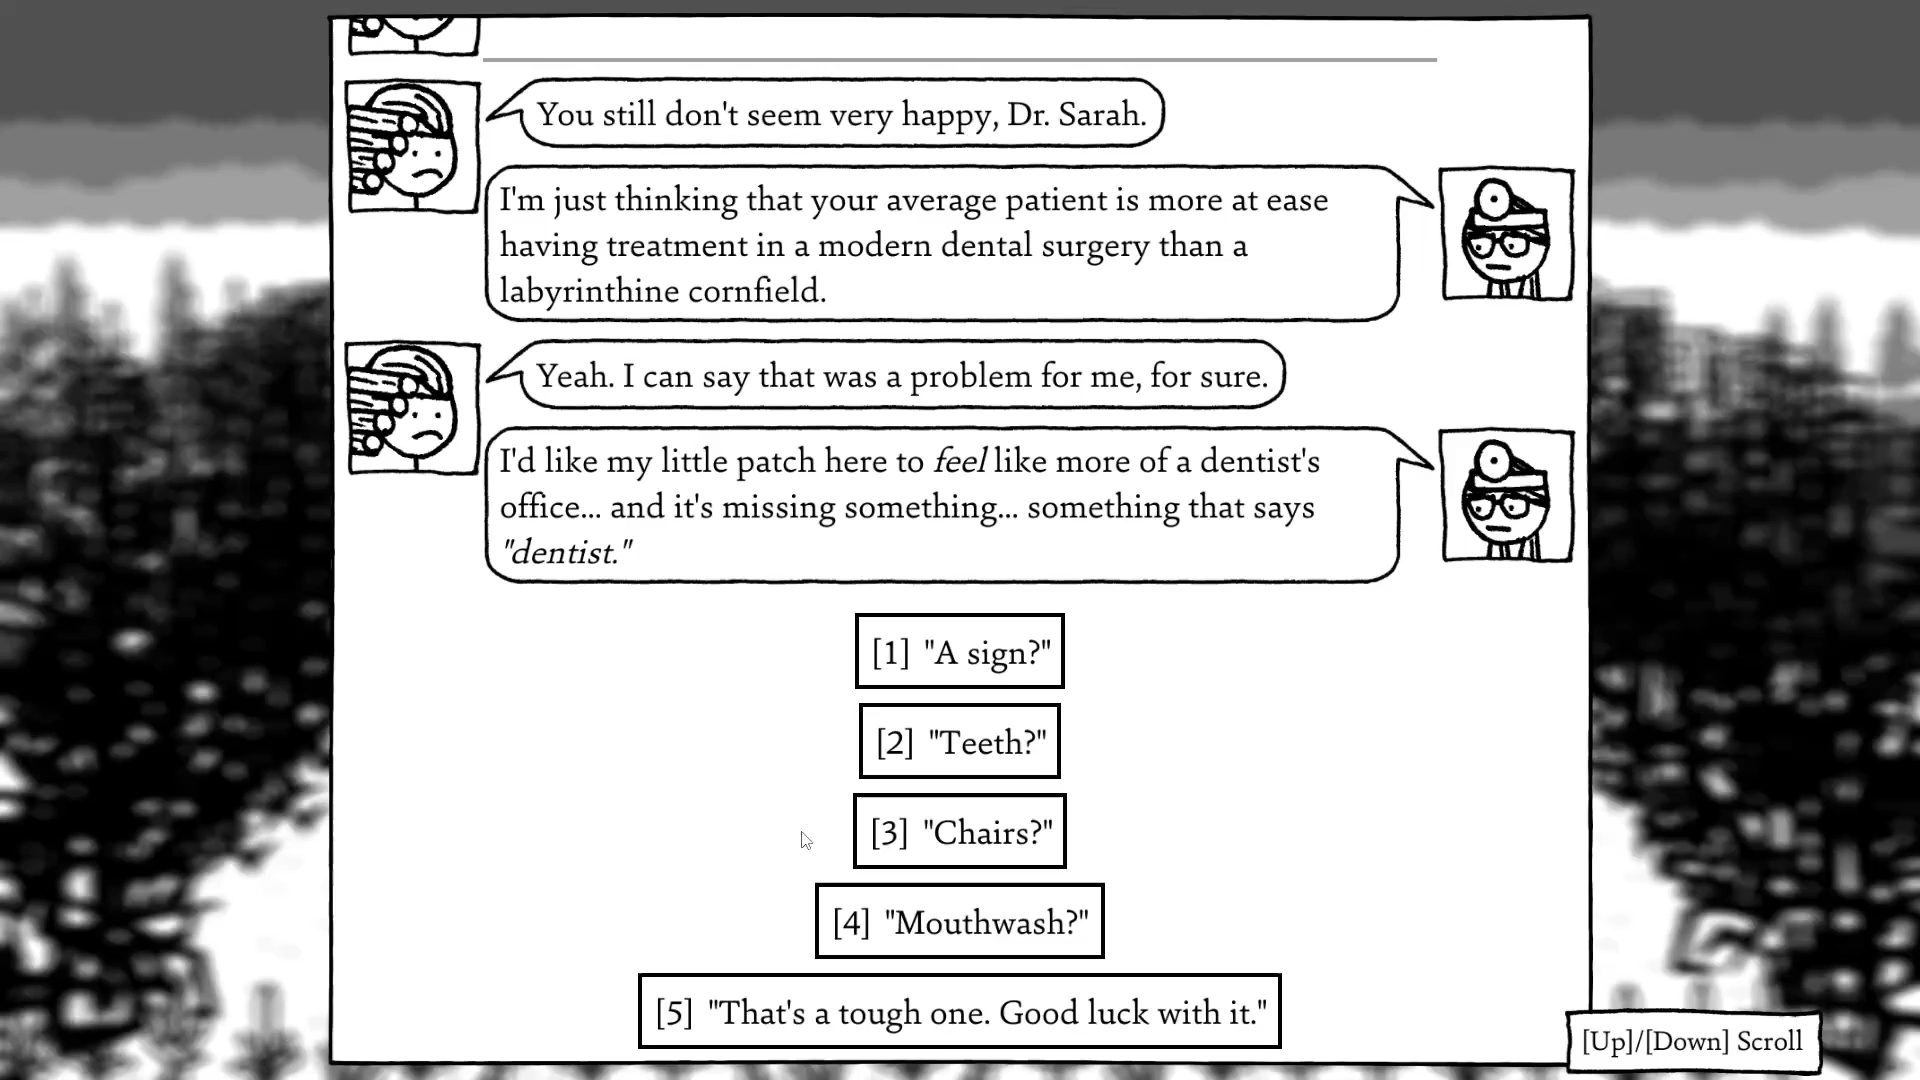 You still don't seem very happy, Dr. Sarah.
I'm just thinking that your average patient is more at ease
having treatment in a modern dental surgery than a
labyrinthine cornfield.
Yeah. I can say that was a problem for me, for sure.
I'd like my little patch here to feel like more of a dentist's
office... and it's missing something... something that says
"dentist."
[1] "A sign?"
[2] "Teeth?"
[3] "Chairs?"
[4] "Mouthwash?"
[5] "That's a tough one. Good luck with it."
[Up]/[Down] Scroll